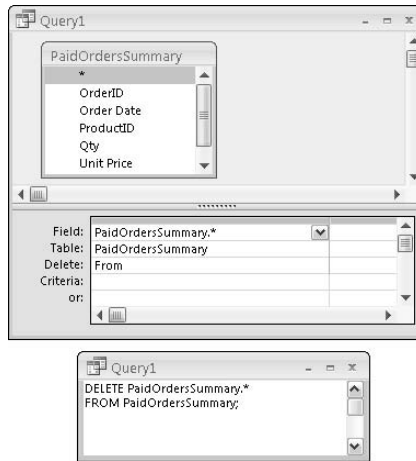 Query1
PaidOrdersSummary
*
OrderID
Order Date
ProductID
Qty
Unit Price
Field: PaidOrdersSummary.*
Table: PaidOrdersSummary
Delete: From
Criteria:
or:
Query1
DELETE PaidOrdersSummary.*
FROM PaidOrdersSummary;